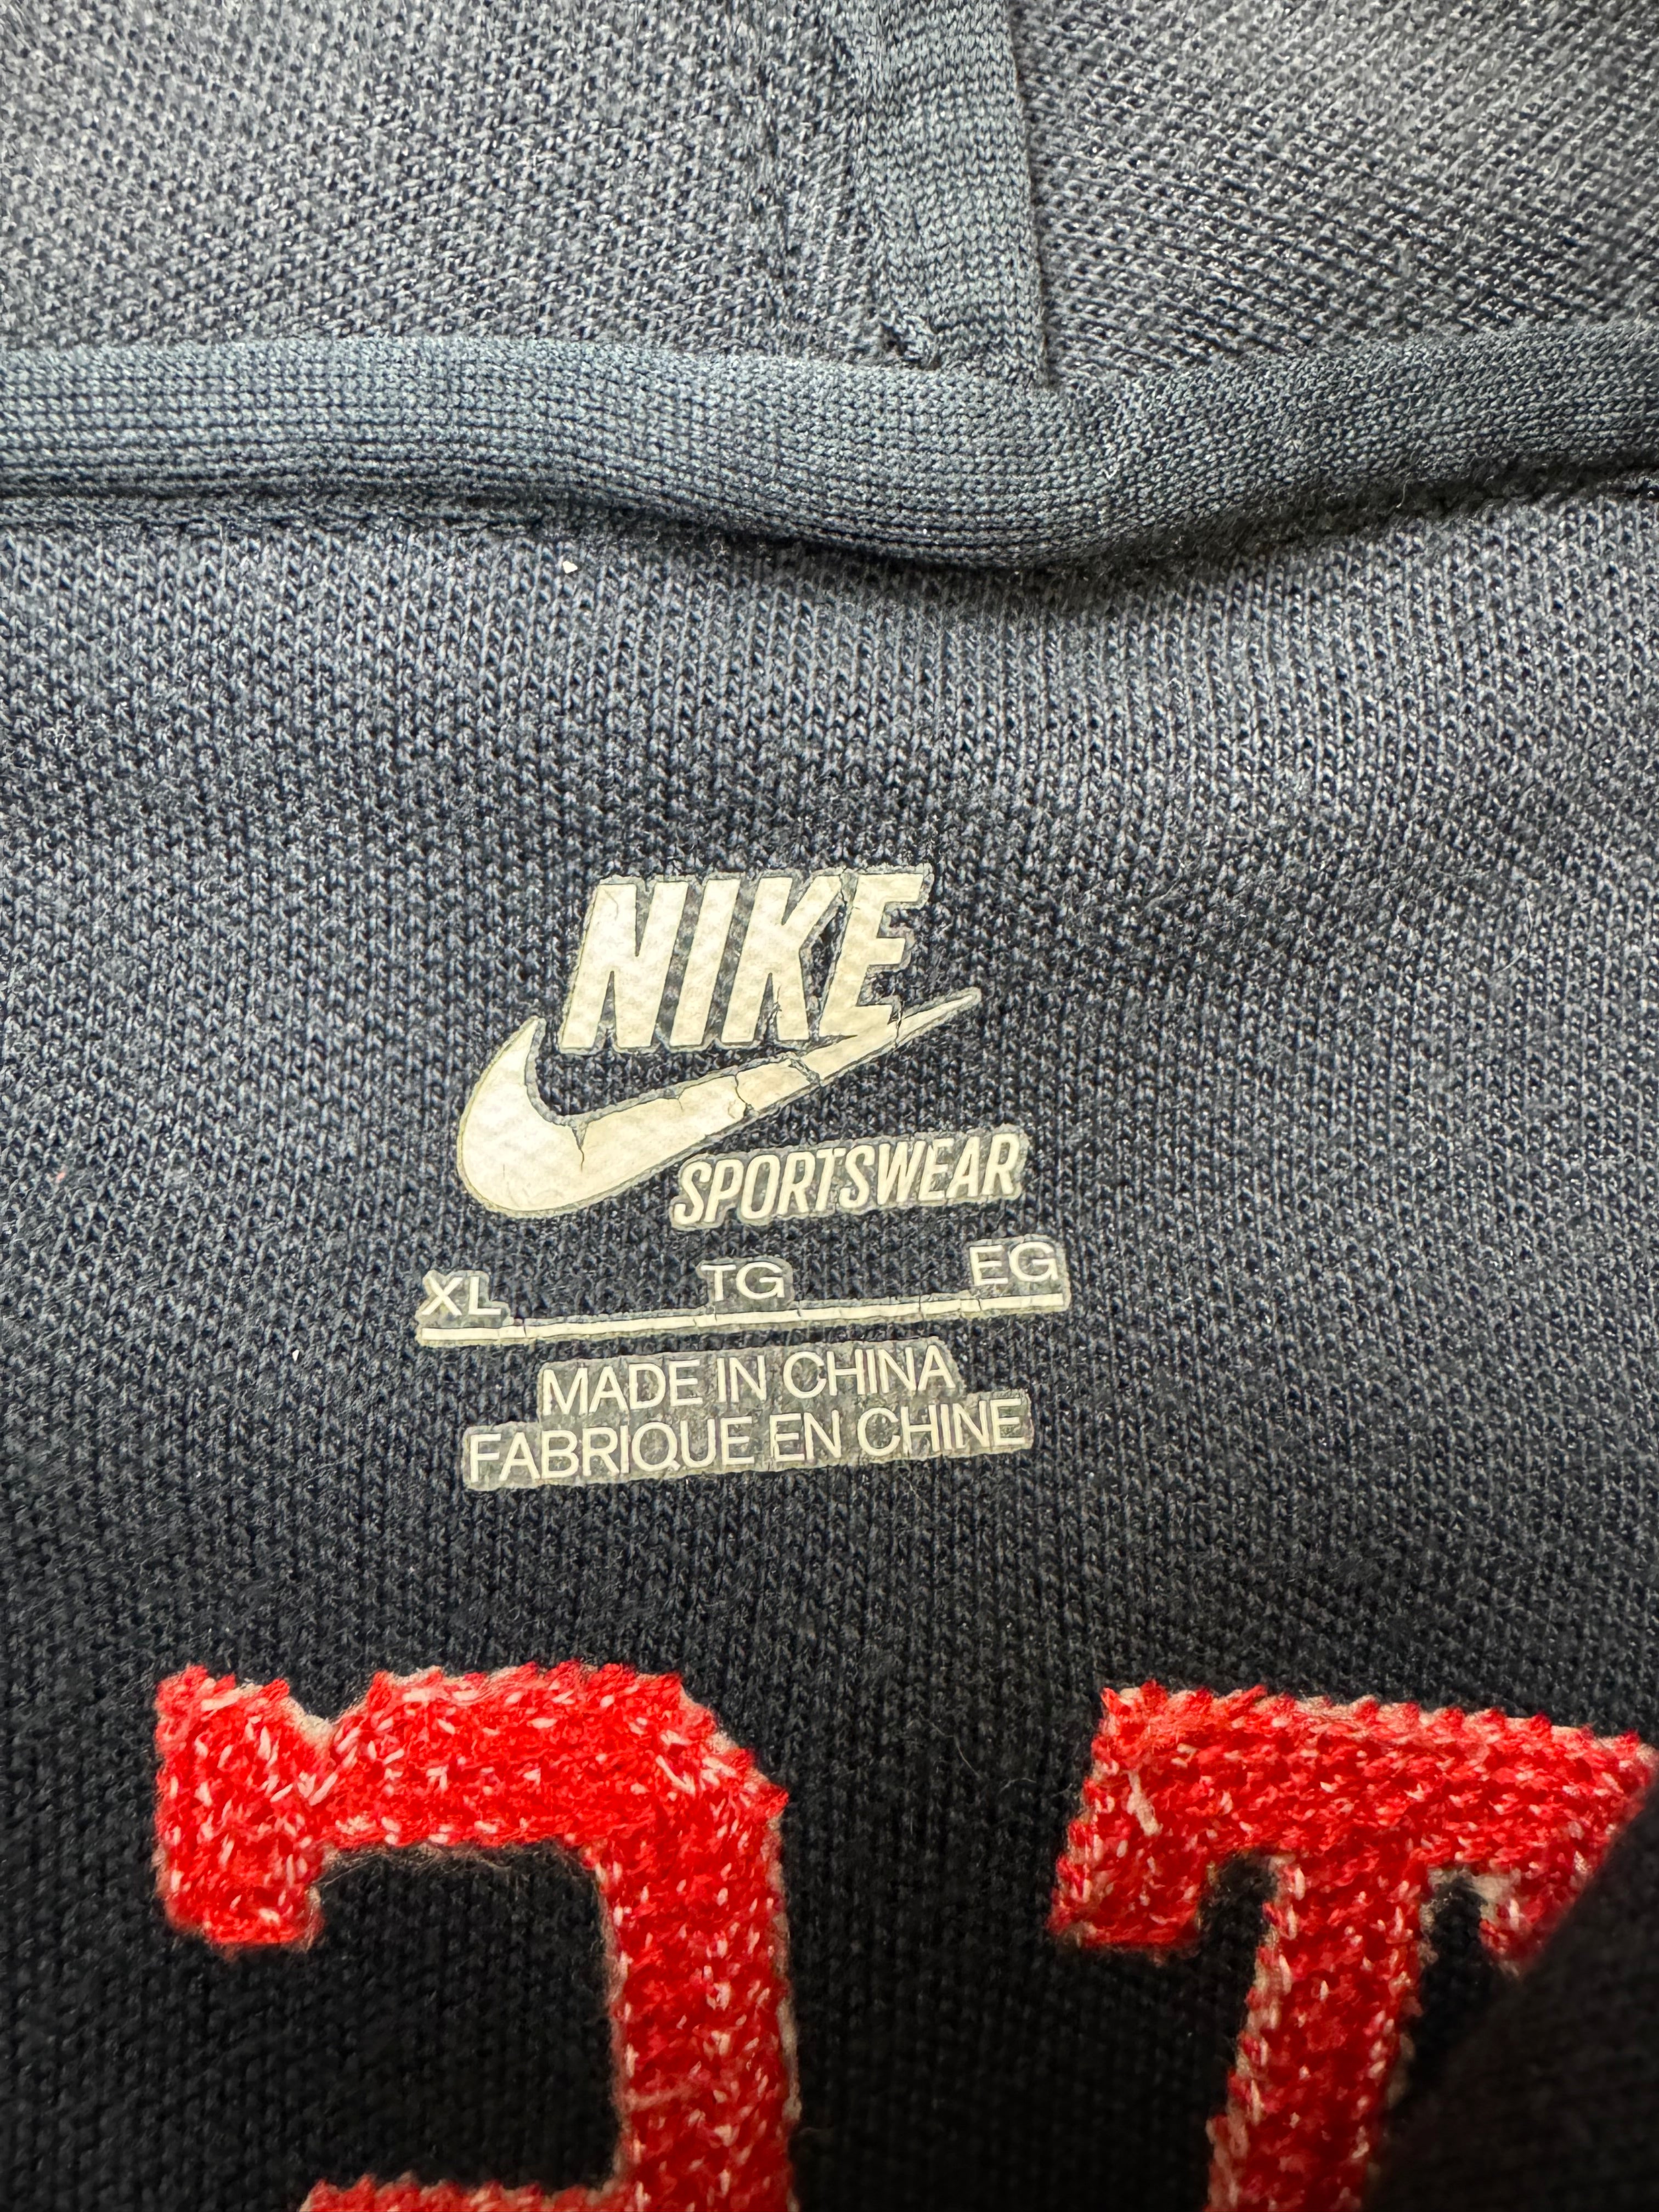 NIKE
SPORTSWEAR
XL TG EG
MADE IN CHINA
FABRIQUE EN CHINE